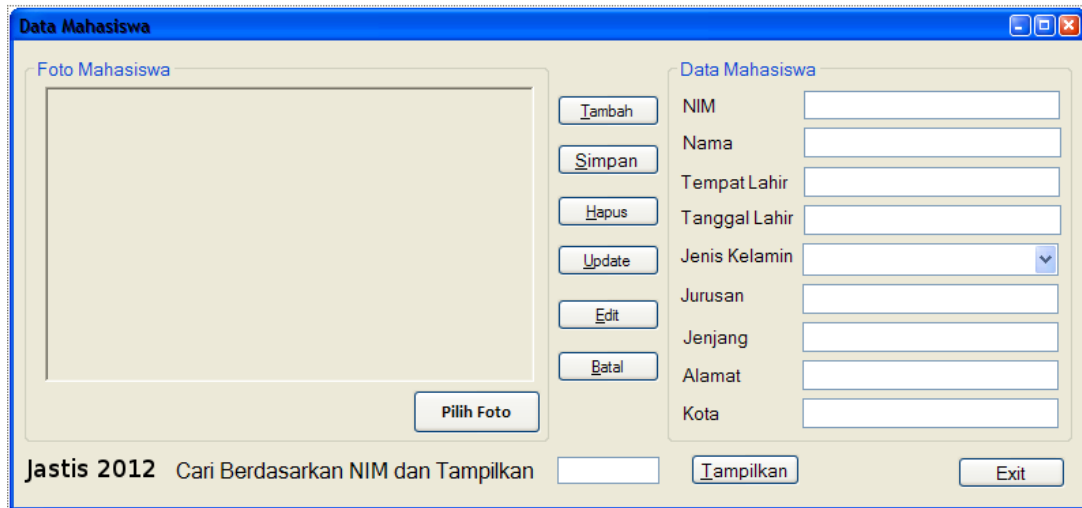 Data Mahasiswa
Foto Mahasiswa
Pilih Foto
Tambah
Simpan
Hapus
Update
Edit
Batal
Data Mahasiswa
NIM
Nama
Tempat Lahir
Tanggal Lahir
Jenis Kelamin
Jurusan
Jenjang
Alamat
Kota
Jastis 2012 Cari Berdasarkan NIM dan Tampilkan Tampilkan Exit